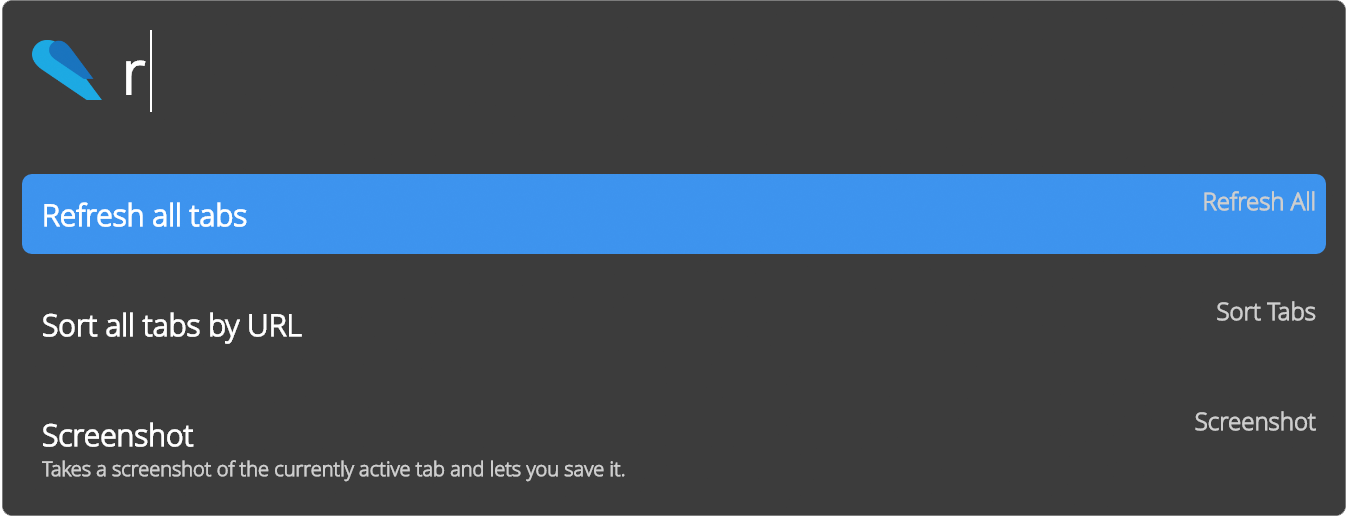 r
Refresh all tabs
Refresh All
Sort all tabs by URL
Sort Tabs
Screenshot
Screenshot
Takes a screenshot of the currently active tab and lets you save it.